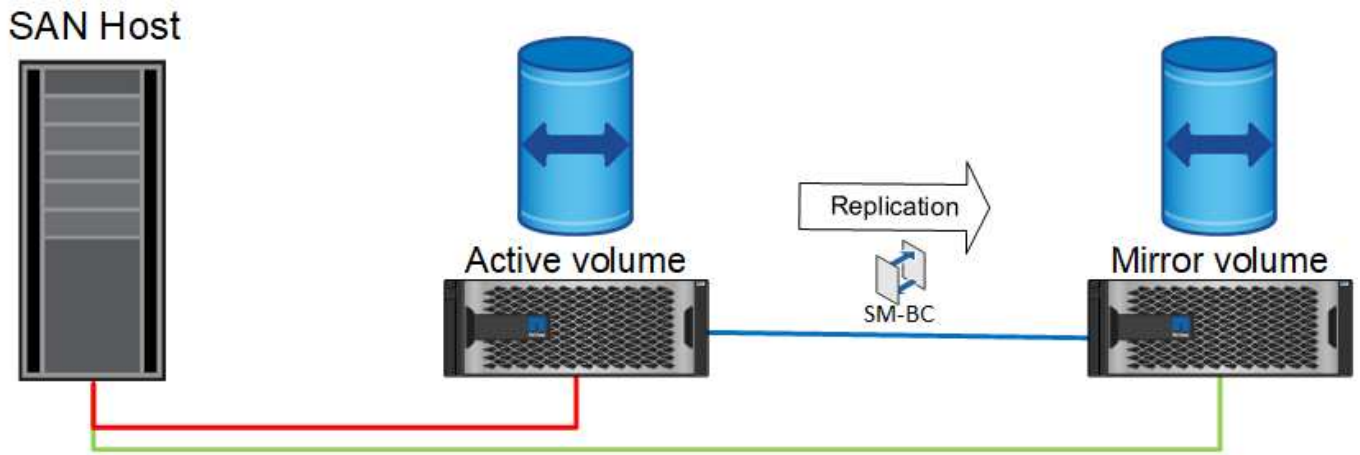 SAN Host
Replication
Active volume
Mirror volume
SM-BC